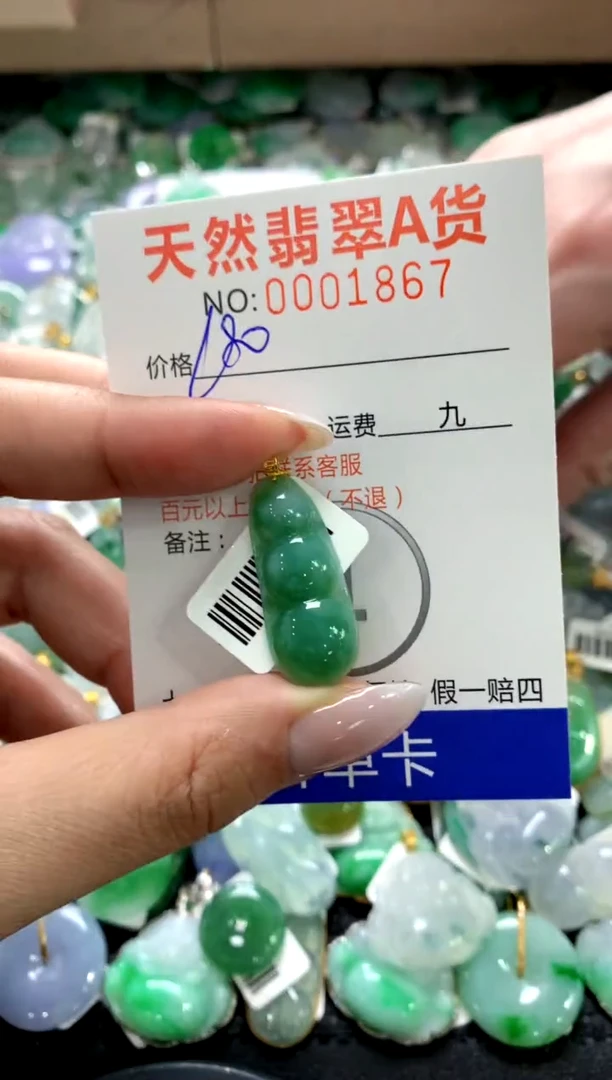 天然翡翠A货
NO:0001867
价格 180
运费 九
系客服
百元以上 (不退)
备注:
假一赔四
卡